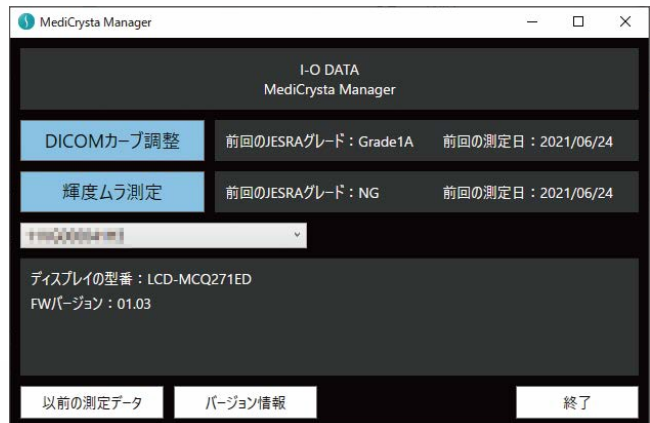 MediCrysta Manager
I-O DATA
MediCrysta Manager
DICOMカーブ調整
前回のJESRAグレード：Grade1A 前回の測定日：2021/06/24
輝度ムラ測定
前回のJESRAグレード：NG 前回の測定日：2021/06/24
ディスプレイの型番：LCD-MCQ271ED
FWバージョン：01.03
以前の測定データ
バージョン情報
終了